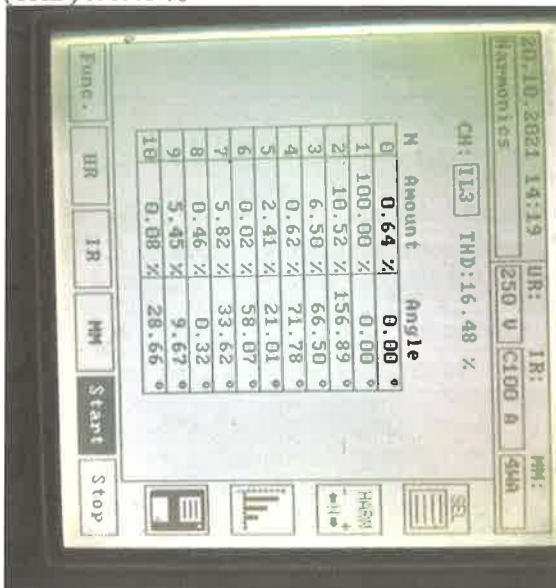 20.10.2021 14:19 UR: IR: MM:
Harmonics 250 V C100 A 4WA
CH: IL3 THD:16.48 %
N Amount Angle
0 0.64 % 0.00 °
1 100.00 % 0.00 °
2 10.52 % 156.89 °
3 6.50 % 66.50 °
4 0.62 % 71.78 °
5 2.41 % 21.01 °
6 0.02 % 58.07 °
7 5.82 % 33.62 °
8 0.46 % 0.32 °
9 5.45 % 9.67 °
10 0.08 % 28.66 °
SEL
HARM
- +
N
Func. UR IR MM Start Stop